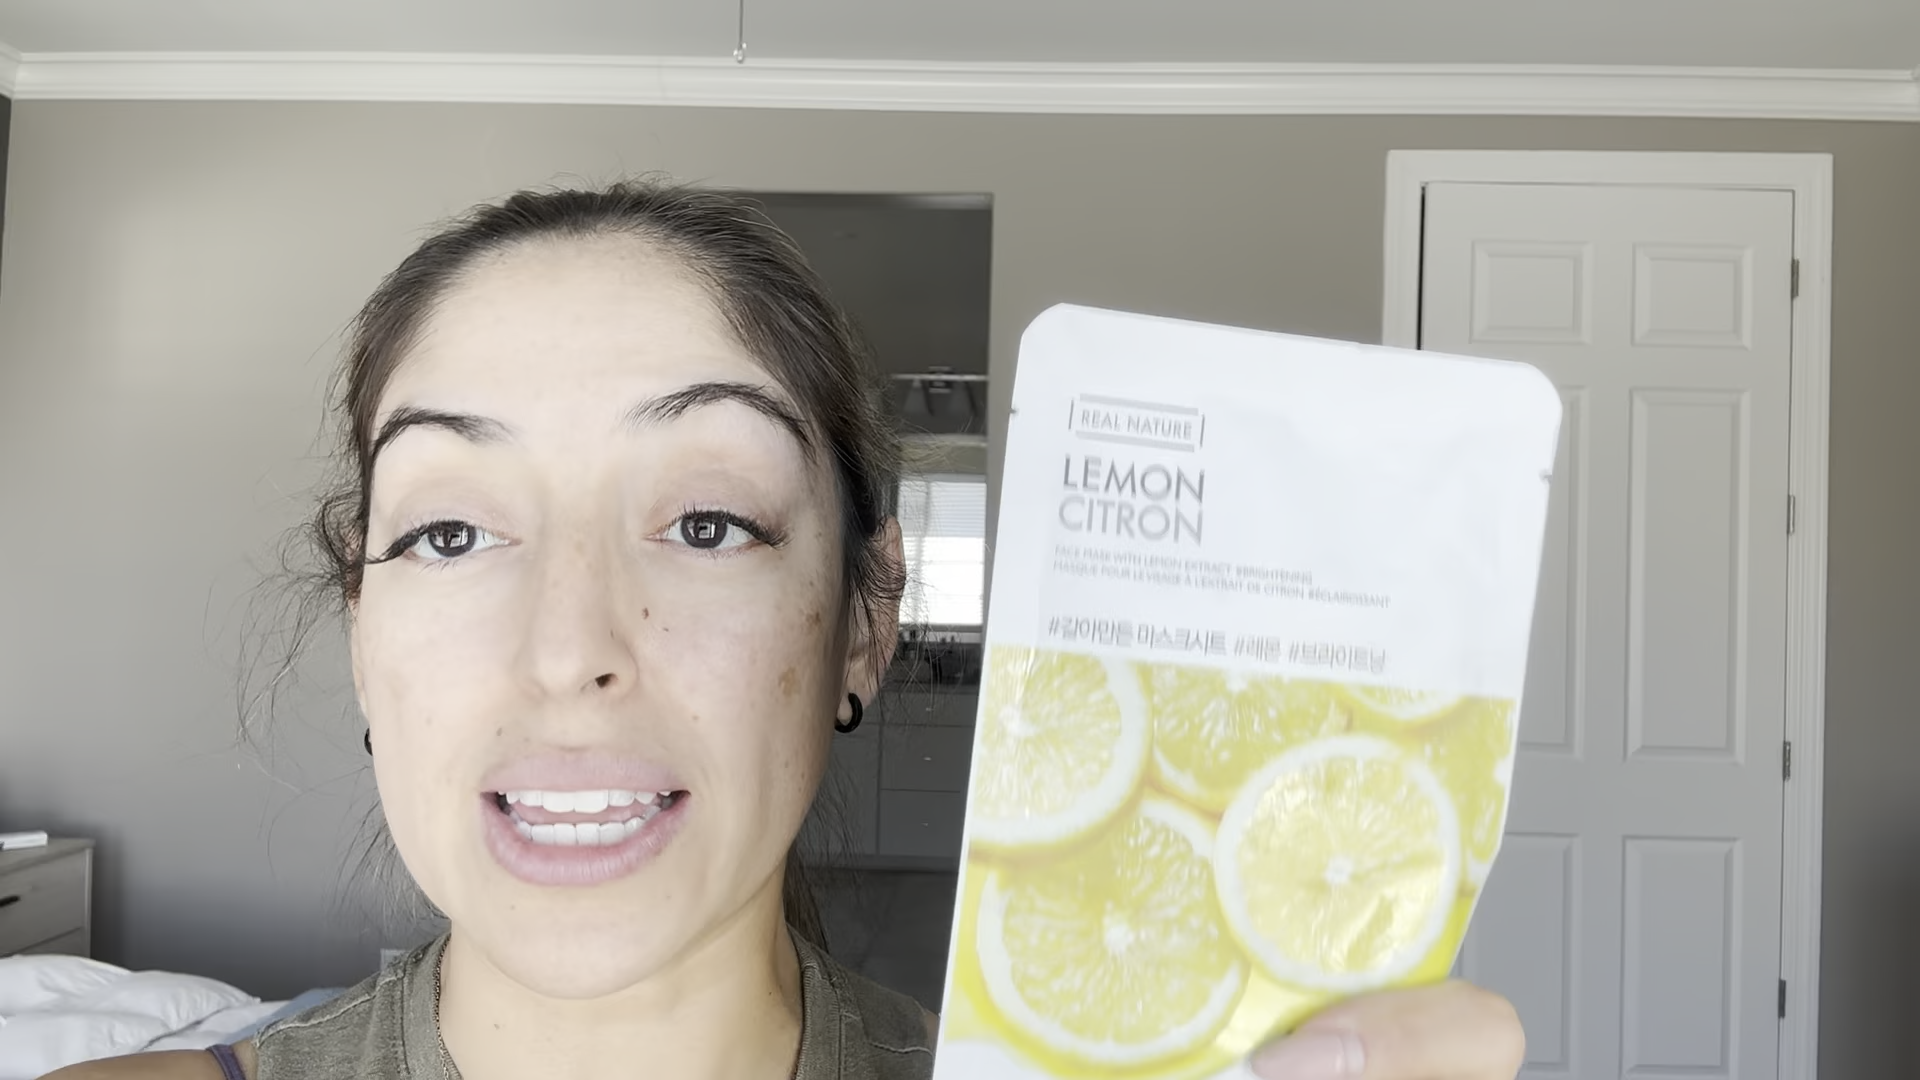 REAL NATURE
LEMON
CITRON
FACE MASK WITH LEMON EXTRACT #BRIGHTENING
MASQUE POUR LE VISAGE À L'EXTRAIT DE CITRON #ÉCLAIRCISSANT
#갈아만든 마스크시트 #레몬 #브라이트닝